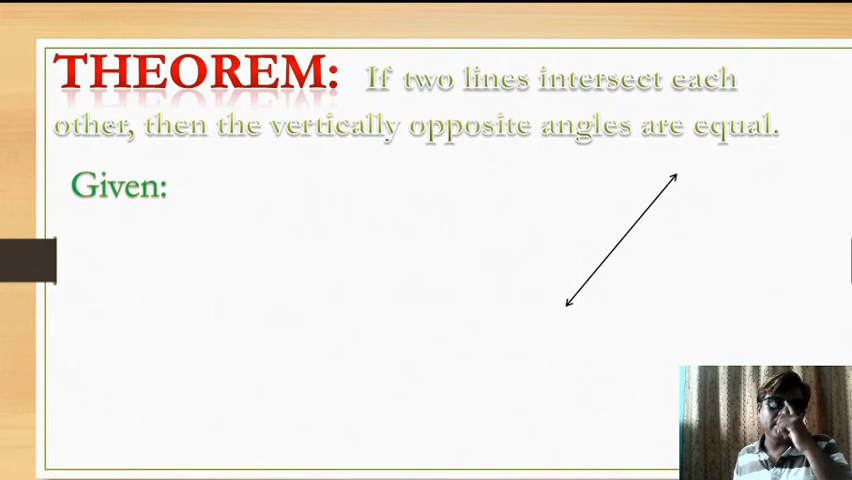 THEOREM: If two lines intersect each
other, then the vertically opposite angles are equal.
Given: